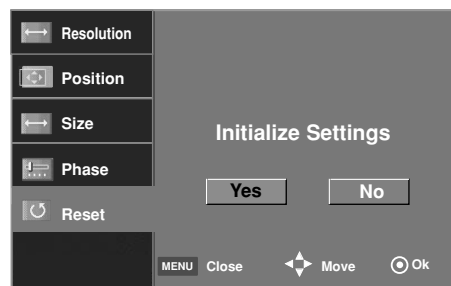 Resolution
Position
Size
Phase
Reset
Initialize Settings
Yes No
MENU Close Move Ok